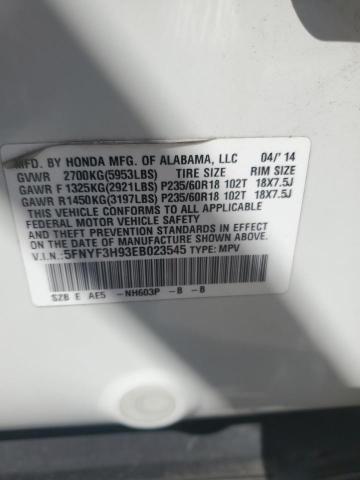 MFD. BY HONDA MFG. OF ALABAMA, LLC 04/'14
GVWR 2700KG(5953LBS) TIRE SIZE RIM SIZE
GAWR F 1325KG(2921LBS) P235/60R18 102T 18X7.5J
GAWR R1450KG(3197LBS) P235/60R18 102T 18X7.5J
THIS VEHICLE CONFORMS TO ALL APPLICABLE
FEDERAL MOTOR VEHICLE SAFETY AND
THEFT PREVENTION STANDARDS IN EFFECT ON
THE DATE OF MANUFACTURE SHOWN ABOVE.
V.I.N.:5FNYF3H93EB023545 TYPE: MPV
SZB E AE5 -NH603P -B -B